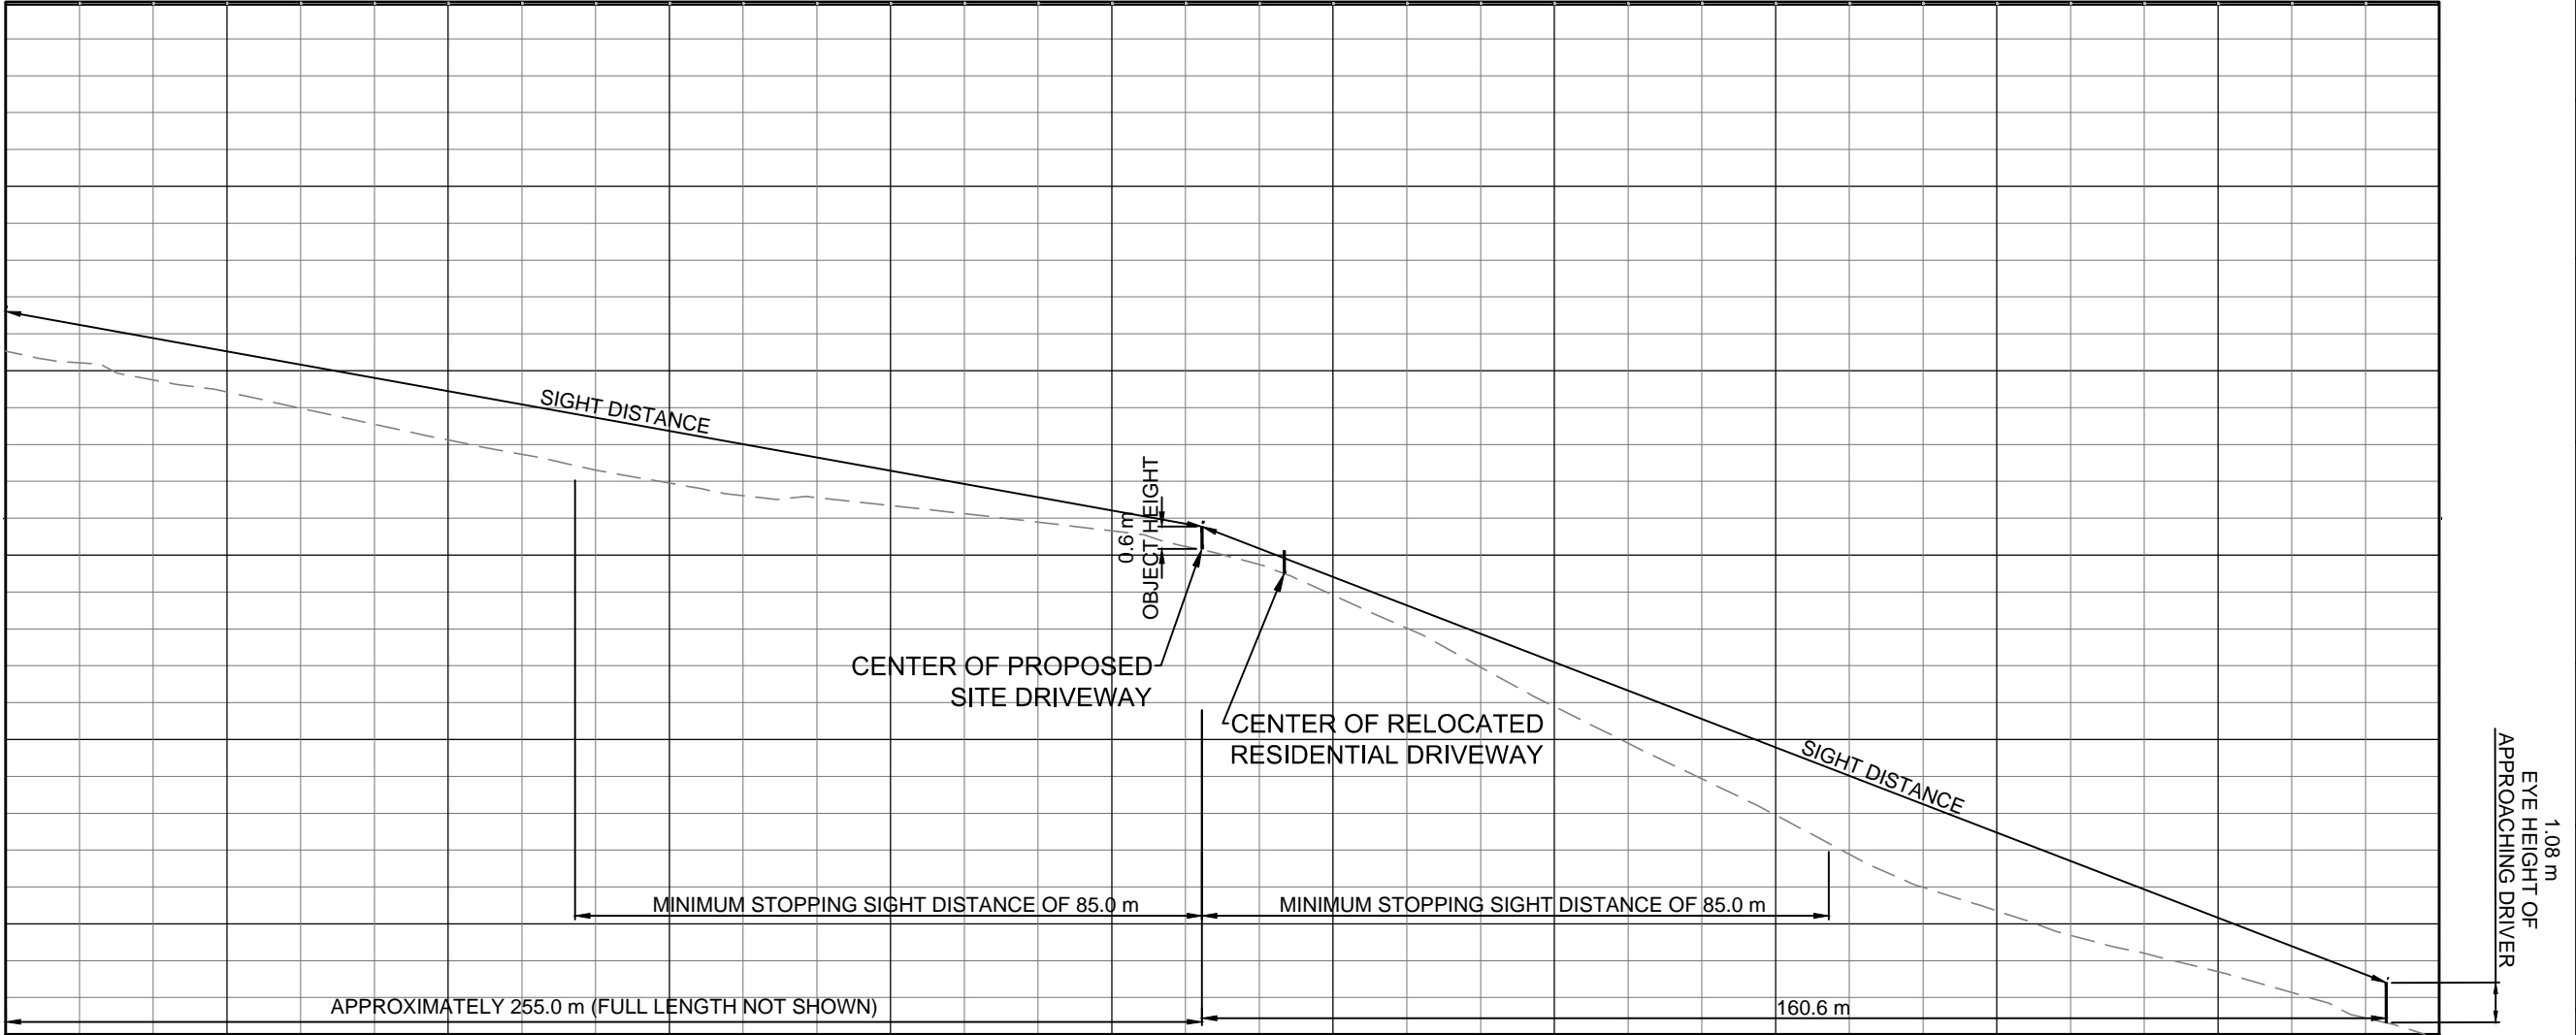 SIGHT DISTANCE
0.6 m
OBJECT HEIGHT
CENTER OF PROPOSED
SITE DRIVEWAY
CENTER OF RELOCATED
RESIDENTIAL DRIVEWAY
SIGHT DISTANCE
1.08 m
EYE HEIGHT OF
APPROACHING DRIVER
MINIMUM STOPPING SIGHT DISTANCE OF 85.0 m
MINIMUM STOPPING SIGHT DISTANCE OF 85.0 m
APPROXIMATELY 255.0 m (FULL LENGTH NOT SHOWN)
160.6 m